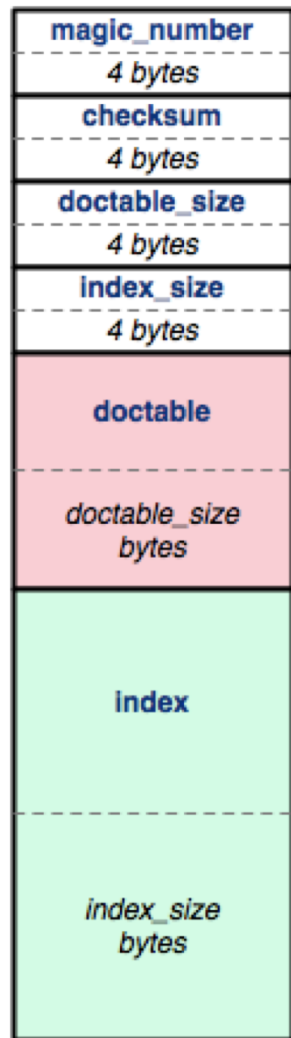 magic_number
4 bytes
checksum
4 bytes
doctable_size
4 bytes
index_size
4 bytes
doctable
doctable_size
bytes
index
index_size
bytes